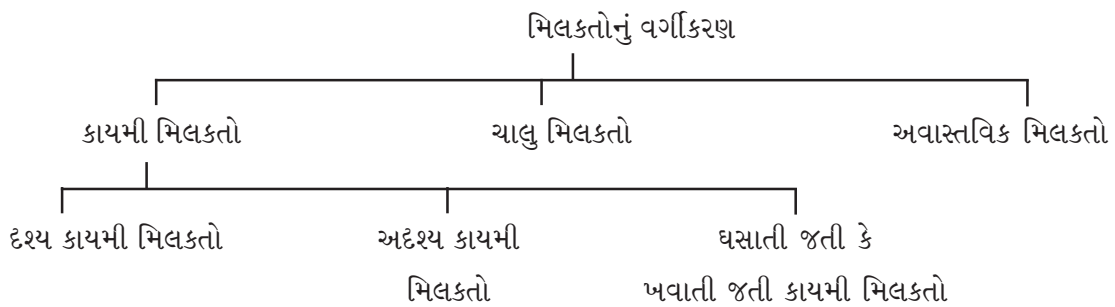 મિલકતોનું વર્ગીકરણ
કાયમી મિલકતો ચાલુ મિલકતો અવાસ્તવિક મિલકતો
દૃશ્ય કાયમી મિલકતો અદૃશ્ય કાયમી ઘસાતી જતી કે
મિલકતો ખવાતી જતી કાયમી મિલકતો